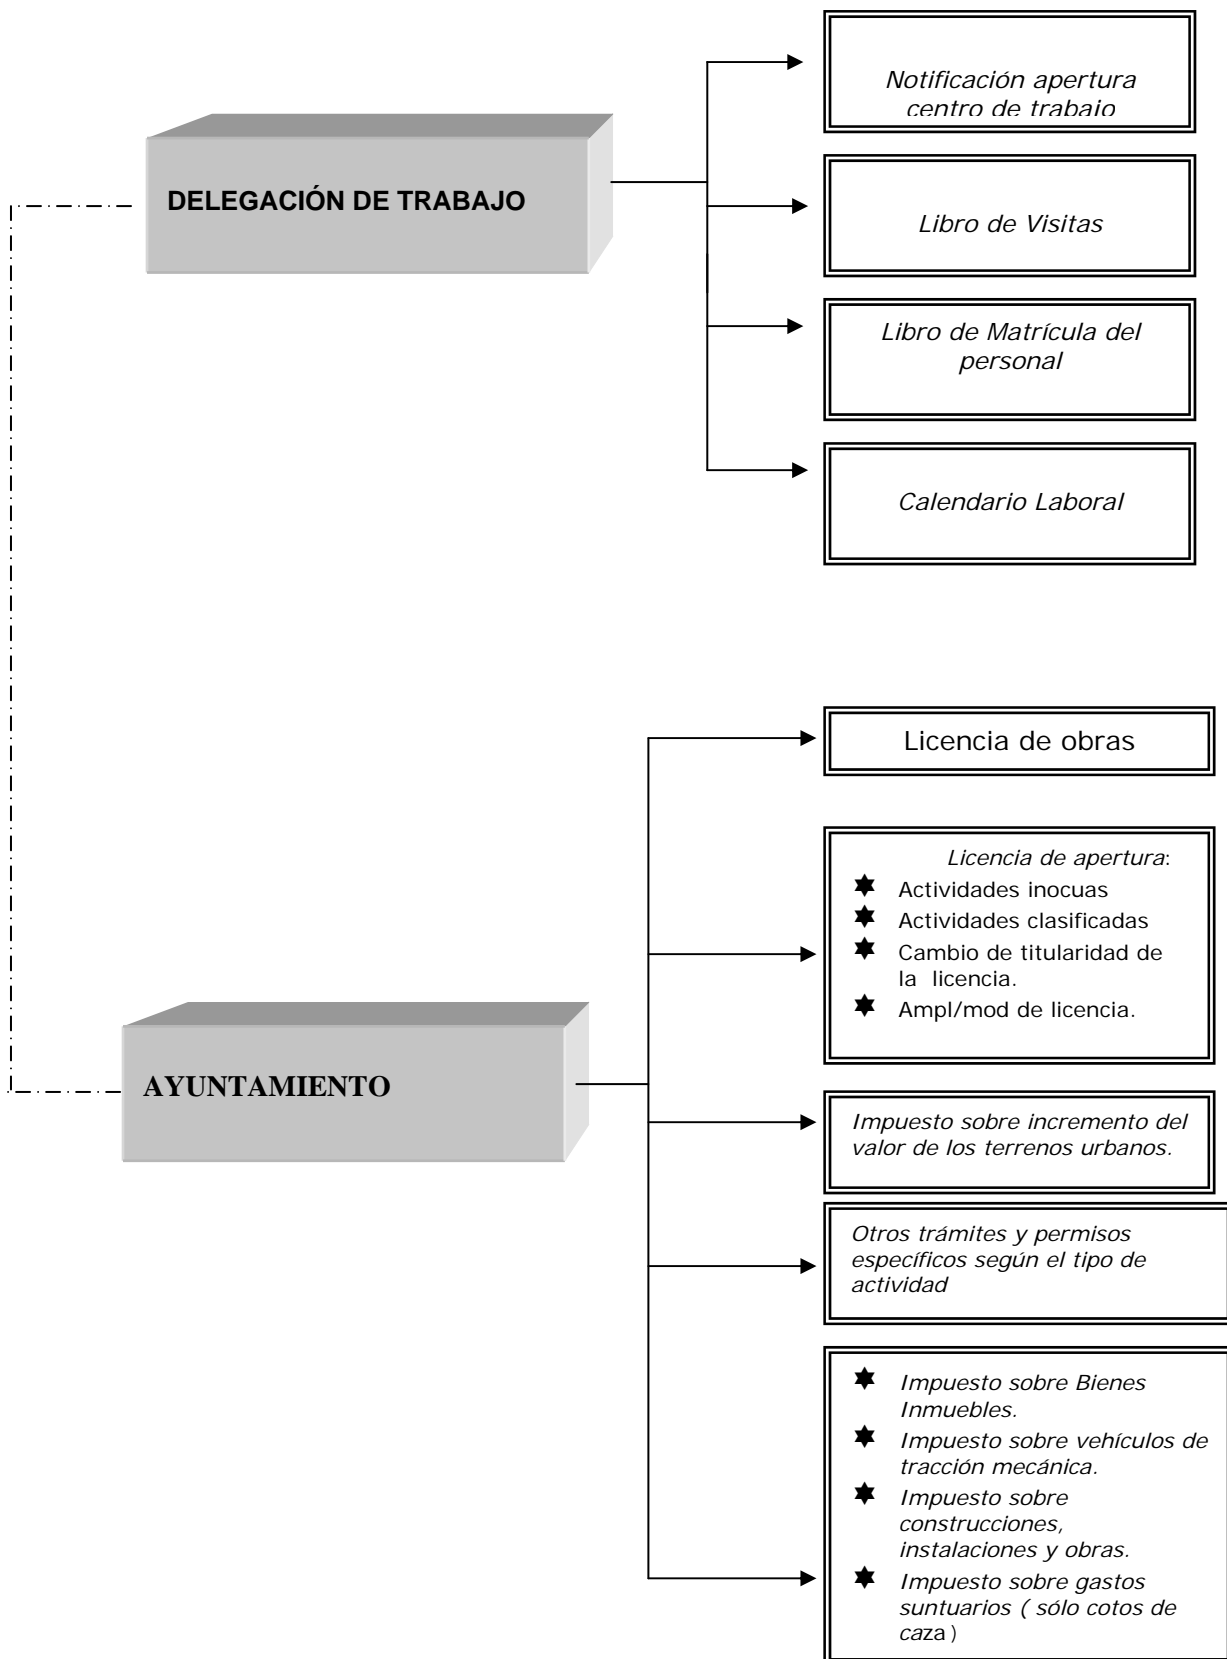 Notificación apertura
centro de trabajo
DELEGACIÓN DE TRABAJO
Libro de Visitas
Libro de Matrícula del
personal
Calendario Laboral
Licencia de obras
Licencia de apertura:
Actividades inocuas
Actividades clasificadas
Cambio de titularidad de
la licencia.
Ampl/mod de licencia.
AYUNTAMIENTO
Impuesto sobre incremento del
valor de los terrenos urbanos.
Otros trámites y permisos
específicos según el tipo de
actividad
Impuesto sobre Bienes
Inmuebles.
Impuesto sobre vehículos de
tracción mecánica.
Impuesto sobre
construcciones,
instalaciones y obras.
Impuesto sobre gastos
suntuarios ( sólo cotos de
caza )